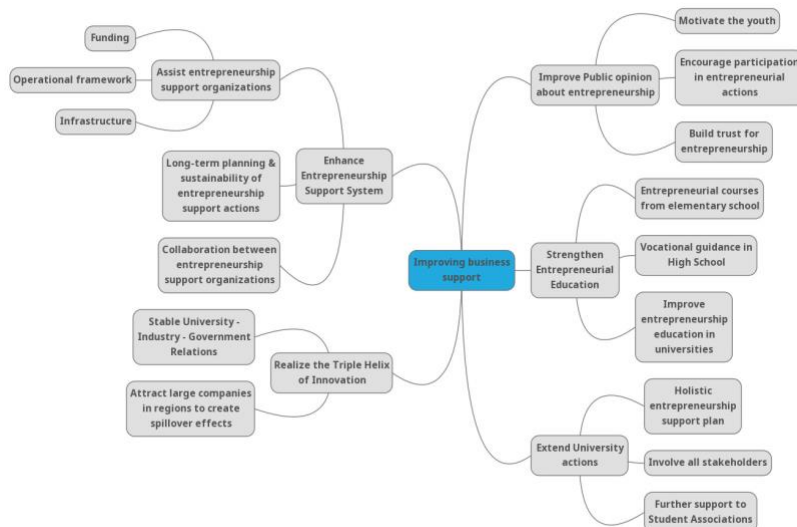 Improving business
support
Enhance
Entrepreneurship
Support System
Assist entrepreneurship
support organizations
Funding
Operational framework
Infrastructure
Long-term planning &
sustainability of
entrepreneurship
support actions
Collaboration between
entrepreneurship
support organizations
Realize the Triple Helix
of Innovation
Stable University -
Industry - Government
Relations
Attract large companies
in regions to create
spillover effects
Improve Public opinion
about entrepreneurship
Motivate the youth
Encourage participation
in entrepreneurial
actions
Build trust for
entrepreneurship
Strengthen
Entrepreneurial
Education
Entrepreneurial courses
from elementary school
Vocational guidance in
High School
Improve
entrepreneurship
education in
universities
Extend University
actions
Holistic
entrepreneurship
support plan
Involve all stakeholders
Further support to
Student Associations